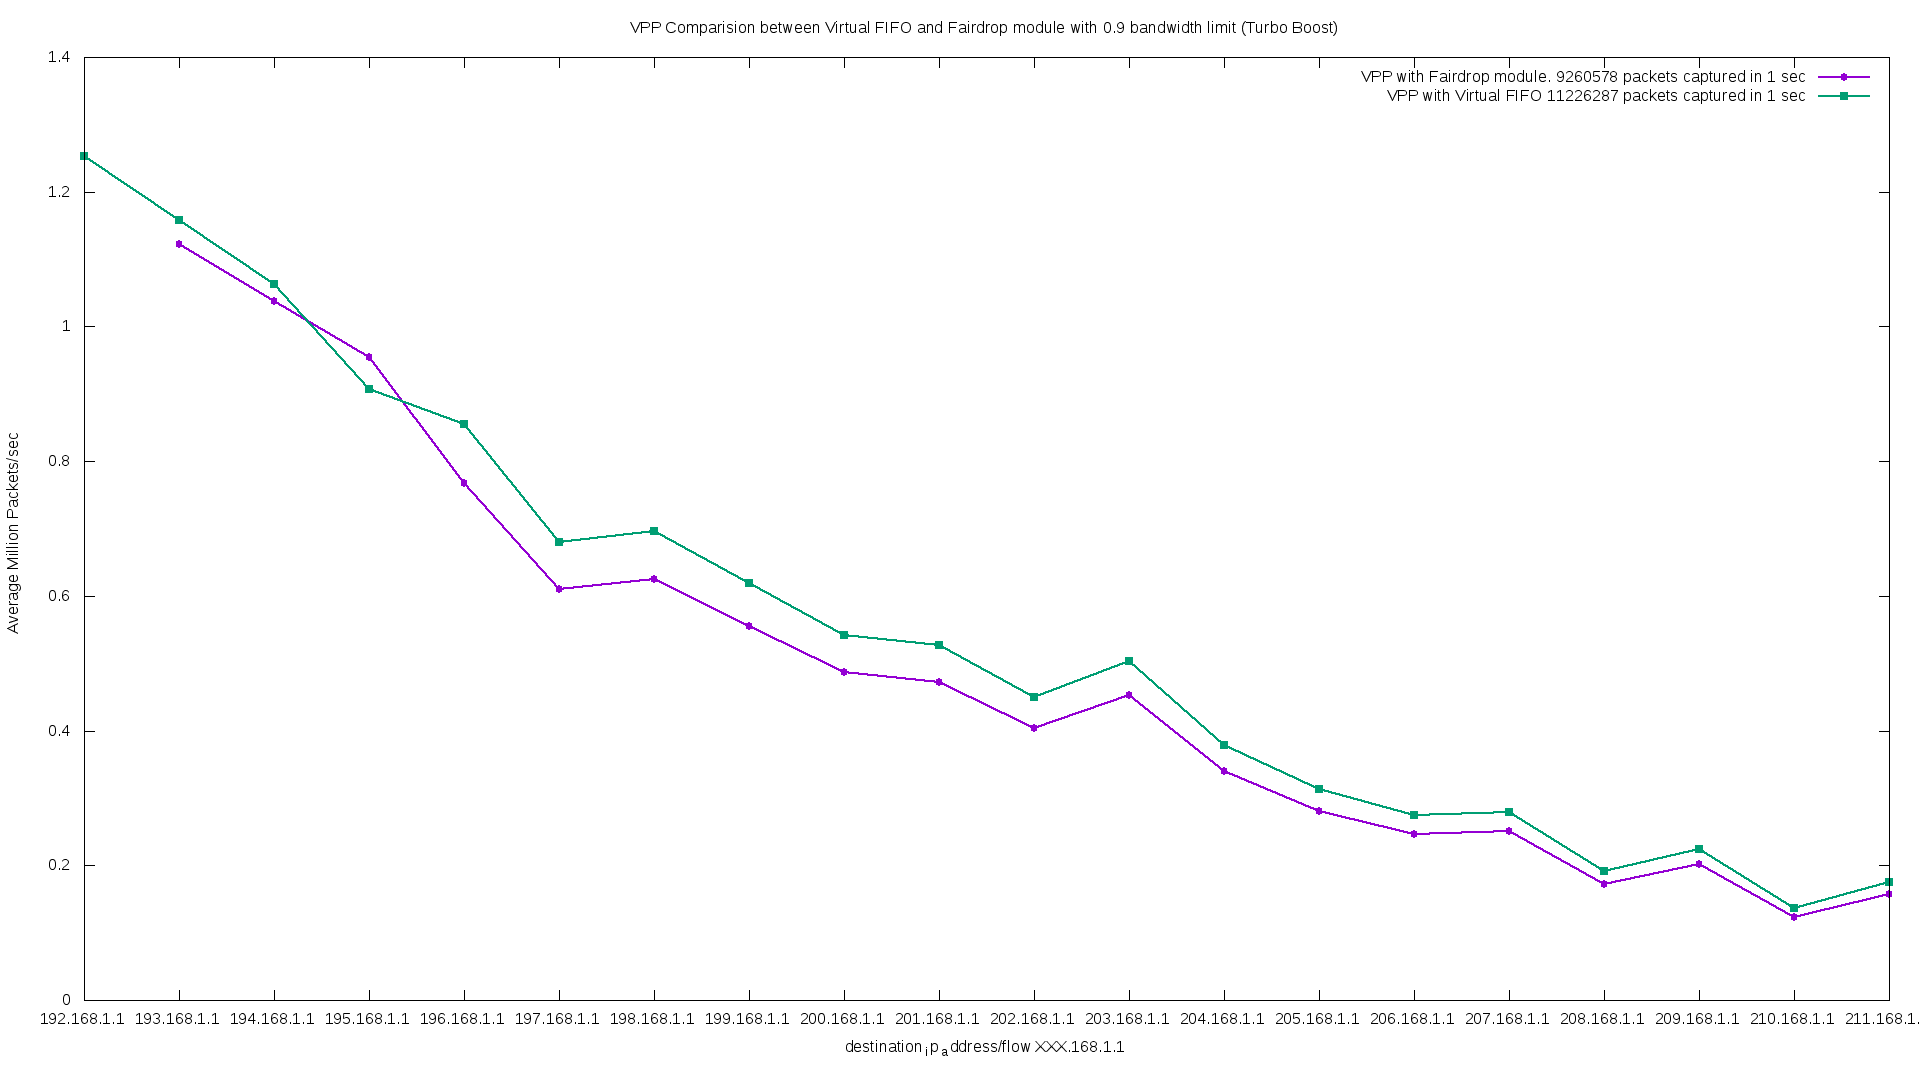 VPP Comparision between Virtual FIFO and Fairdrop module with 0.9 bandwidth limit (Turbo Boost)
VPP with Fairdrop module. 9260578 packets captured in 1 sec
VPP with Virtual FIFO 11226287 packets captured in 1 sec
Average Million Packets/sec
1.4
1.2
1
0.8
0.6
0.4
0.2
0
192.168.1.1 193.168.1.1 194.168.1.1 195.168.1.1 196.168.1.1 197.168.1.1 198.168.1.1 199.168.1.1 200.168.1.1 201.168.1.1 202.168.1.1 203.168.1.1 204.168.1.1 205.168.1.1 206.168.1.1 207.168.1.1 208.168.1.1 209.168.1.1 210.168.1.1 211.168.1.
destination ip address/flow XXX.168.1.1